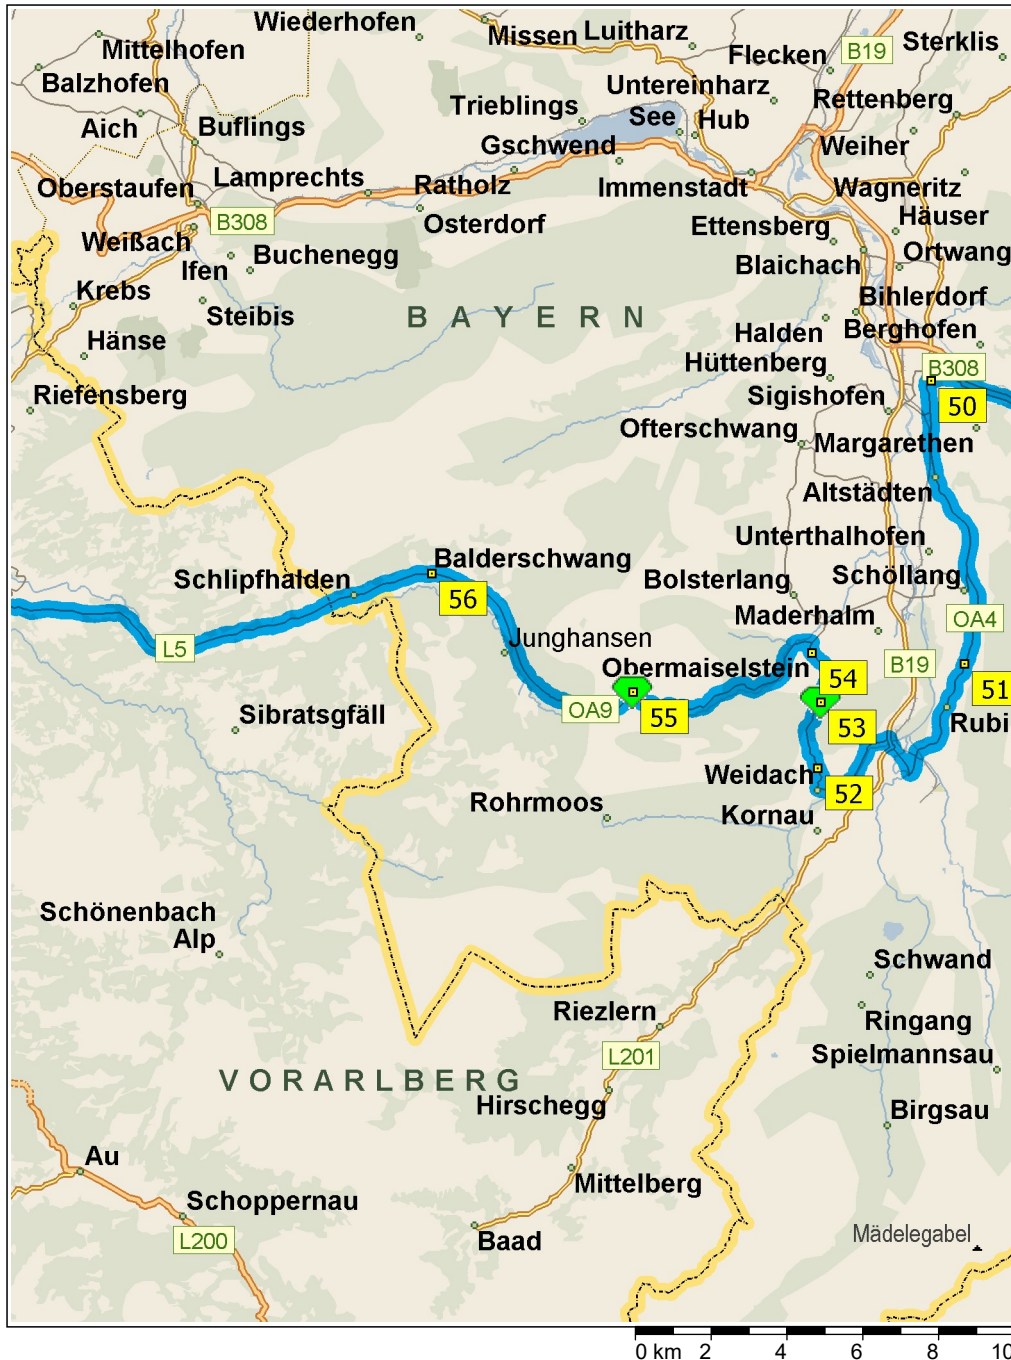 Wiederhofen
Missen
Luitharz
Flecken
B19
Sterklis
Mittelhofen
Balzhofen
Untereinharz
Rettenberg
Trieblings
See
Hub
Aich
Buflings
Gschwend
Weiher
Oberstaufen
Lamprechts
Ratholz
Immenstadt
Wagneritz
B308
Osterdorf
Ettensberg
Häuser
Weißach
Ifen
Buchenegg
Blaichach
Ortwang
Krebs
Steibis
BAYERN
Bihlerdorf
Halden
Berghofen
Hänse
Hüttenberg
B308
Riefensberg
Sigishofen
50
Ofterschwang
Margarethen
Altstädten
Unterthalhofen
Balderschwang
Schlipfhalden
56
Bolsterlang
Schöllang
Maderhalm
OA4
L5
Junghansen
Obermaiselstein
B19
54
51
OA9
55
53
Rubi
Sibratsgfäll
Weidach
52
Rohrmoos
Kornau
Schönenbach
Alp
Schwand
Riezlern
Ringang
L201
Spielmannsau
VORARLBERG
Hirschegg
Birgsau
Au
Mittelberg
Schoppernau
L200
Baad
Mädelegabel
0 km 2 4 6 8 10